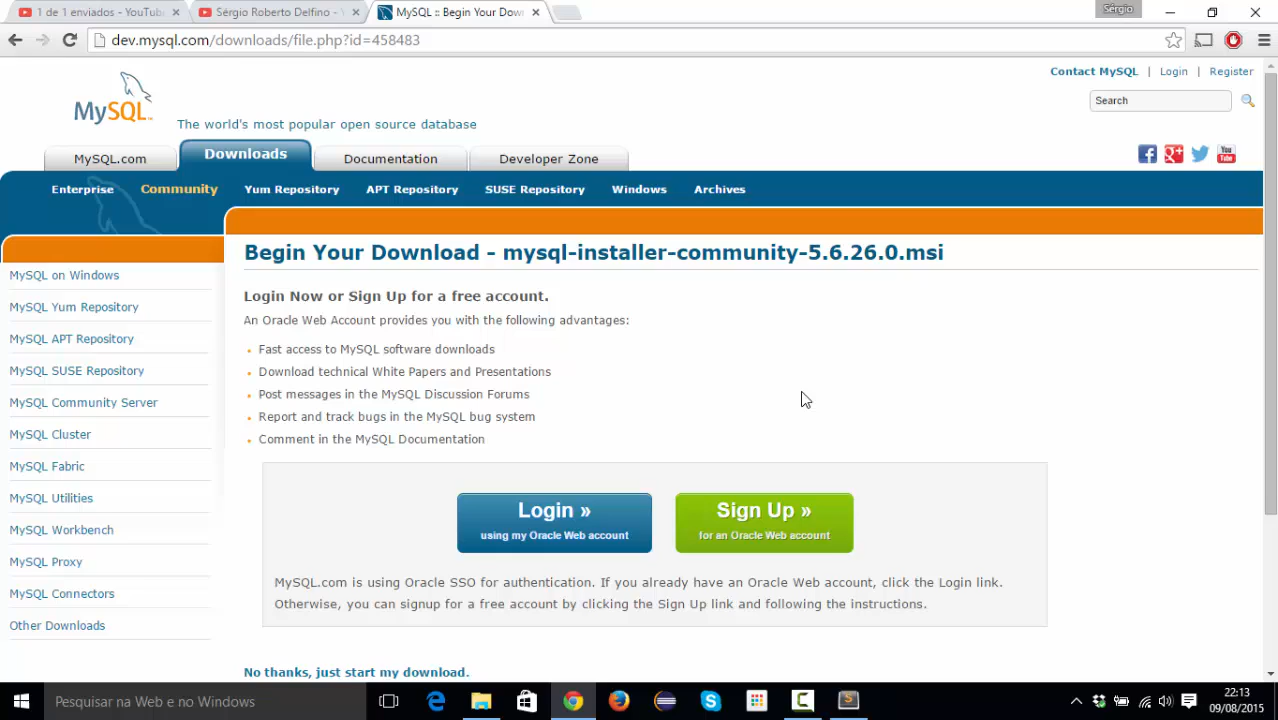 1 de 1 enviados - YouTub
Sérgio Roberto Delfino - 
MySQL :: Begin Your Down
Sérgio
dev.mysql.com/downloads/file.php?id=458483
Contact MySQL | Login | Register
MySQL
The world's most popular open source database
Search
MySQL.com
Downloads
Documentation
Developer Zone
Enterprise
Community
Yum Repository
APT Repository
SUSE Repository
Windows
Archives
MySQL on Windows
MySQL Yum Repository
MySQL APT Repository
MySQL SUSE Repository
MySQL Community Server
MySQL Cluster
MySQL Fabric
MySQL Utilities
MySQL Workbench
MySQL Proxy
MySQL Connectors
Other Downloads
Begin Your Download - mysql-installer-community-5.6.26.0.msi
Login Now or Sign Up for a free account.
An Oracle Web Account provides you with the following advantages:
Fast access to MySQL software downloads
Download technical White Papers and Presentations
Post messages in the MySQL Discussion Forums
Report and track bugs in the MySQL bug system
Comment in the MySQL Documentation
Login »
using my Oracle Web account
Sign Up »
for an Oracle Web account
MySQL.com is using Oracle SSO for authentication. If you already have an Oracle Web account, click the Login link.
Otherwise, you can signup for a free account by clicking the Sign Up link and following the instructions.
No thanks, just start my download.
Pesquisar na Web e no Windows
22:13
09/08/2015